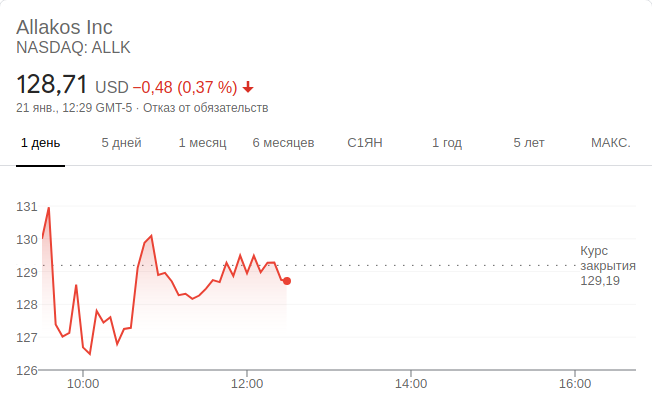 Allakos Inc
NASDAQ: ALLK
128,71 USD −0,48 (0,37 %)
21 янв., 12:29 GMT-5 · Отказ от обязательств
1 день 5 дней 1 месяц 6 месяцев С1ЯН 1 год 5 лет МАКС.
131
130
129
128
127
126
Курс
закрытия
129,19
10:00 12:00 14:00 16:00